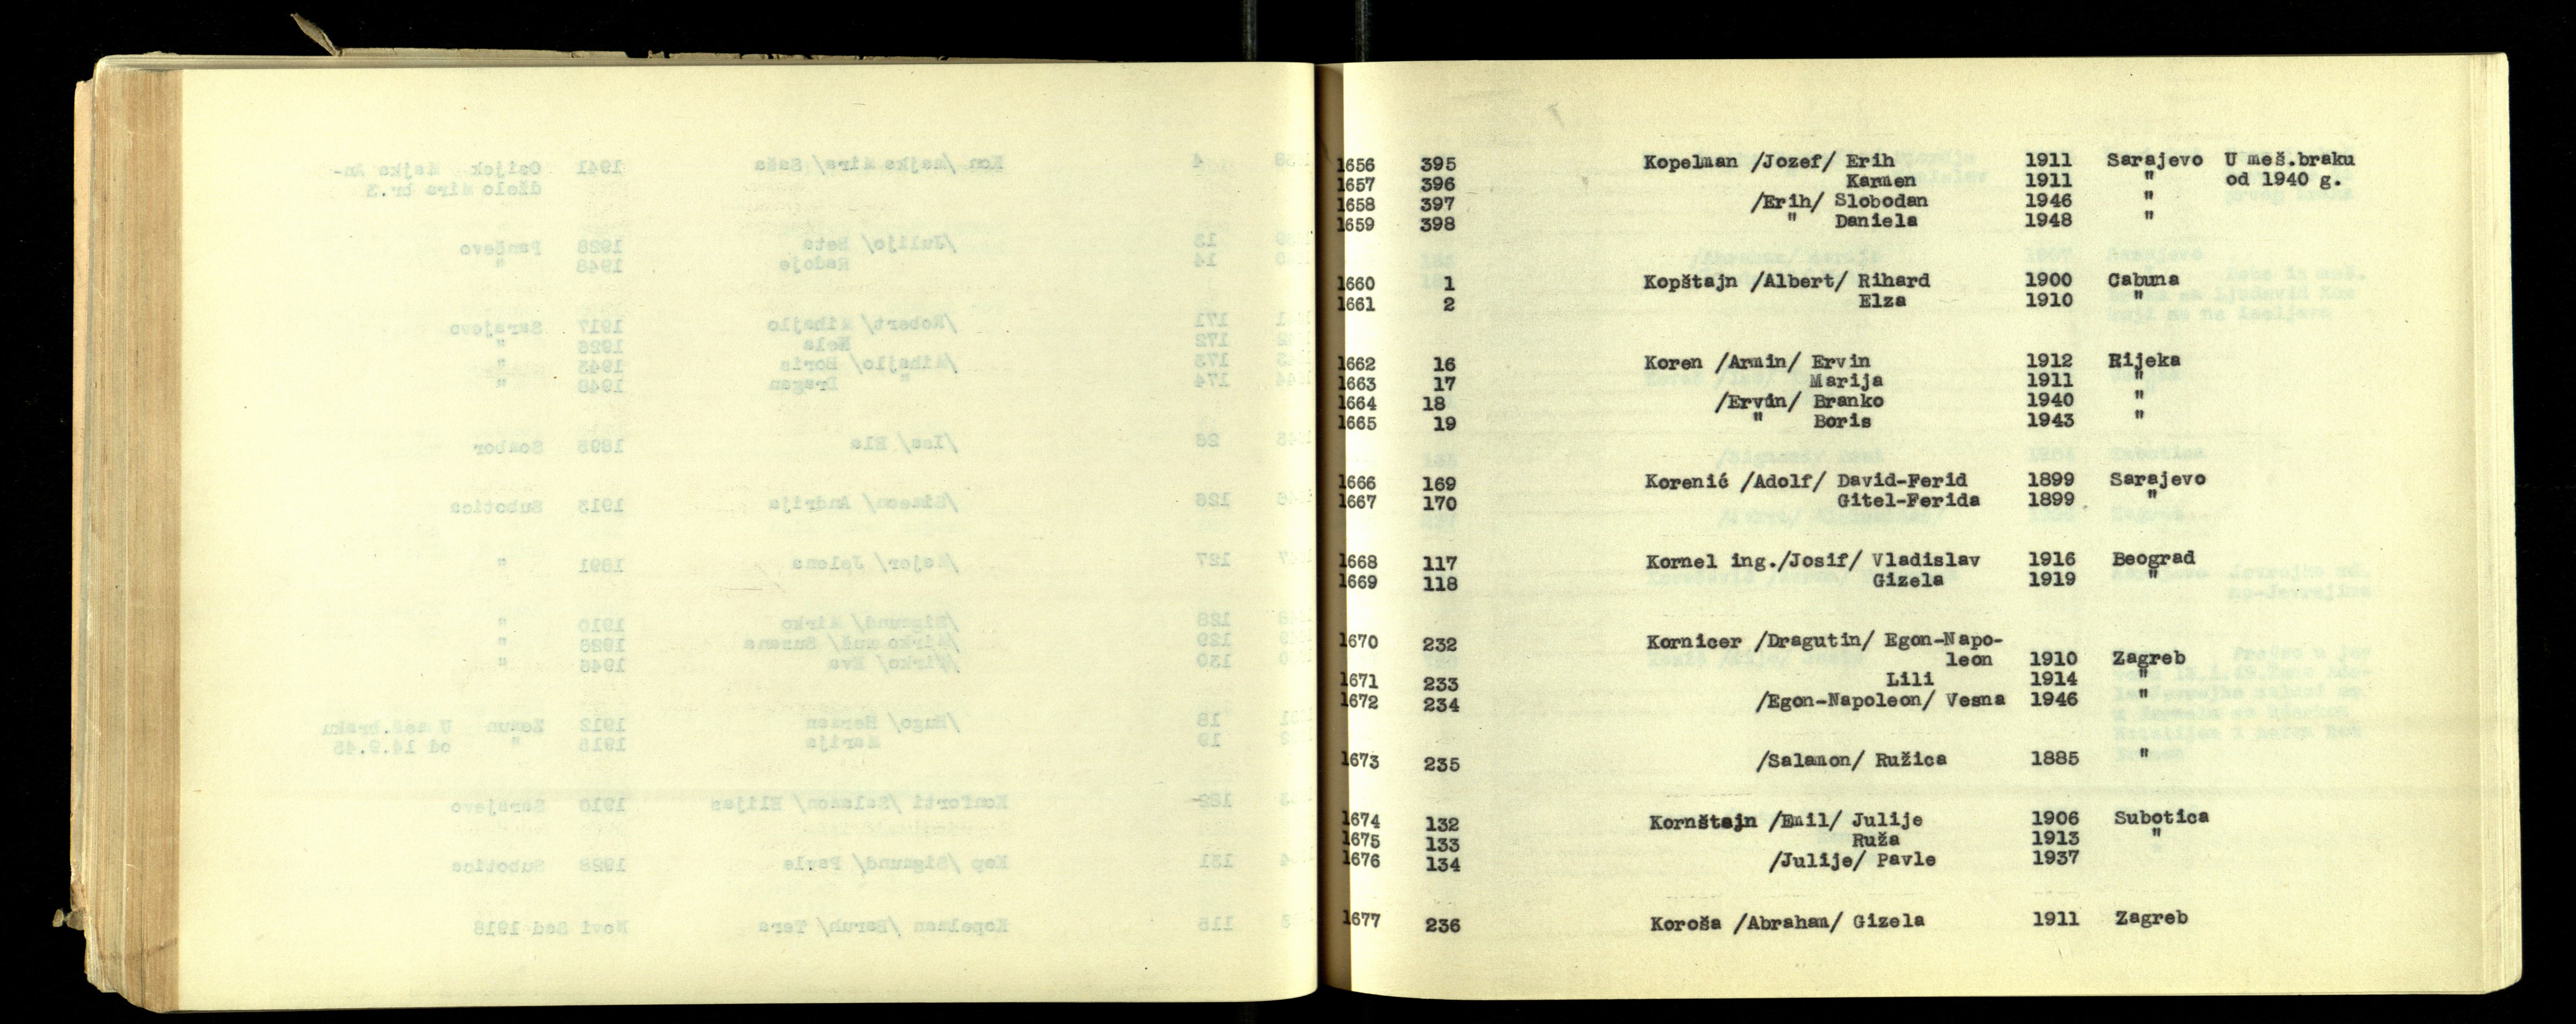 1656 395 Kopelman /Jozef/ Erih 1911 Sarajevo U meš.braku
1657 396 Karmen 1911 " od 1940 g.
1658 397 /Erih/ Slobodan 1946 "
1659 398 " Daniela 1948 "
1660 1 Kopštajn /Albert/ Rihard 1900 Cabuna
1661 2 Elza 1910 "
1662 16 Koren /Armin/ Ervin 1912 Rijeka
1663 17 Marija 1911 "
1664 18 /Ervin/ Branko 1940 "
1665 19 " Boris 1943 "
1666 169 Korenić /Adolf/ David-Ferid 1899 Sarajevo
1667 170 Gitel-Ferida 1899 "
1668 117 Kornel ing./Josif/ Vladislav 1916 Beograd
1669 118 Gizela 1919 "
1670 232 Kornicer /Dragutin/ Egon-Napo-
leon 1910 Zagreb
1671 233 Lili 1914 "
1672 234 /Egon-Napoleon/ Vesna 1946 "
1673 235 /Salamon/ Ružica 1885 "
1674 132 Kornštajn /Emil/ Julije 1906 Subotica
1675 133 Ruža 1913 "
1676 134 /Julije/ Pavle 1937
1677 236 Koroša /Abraham/ Gizela 1911 Zagreb